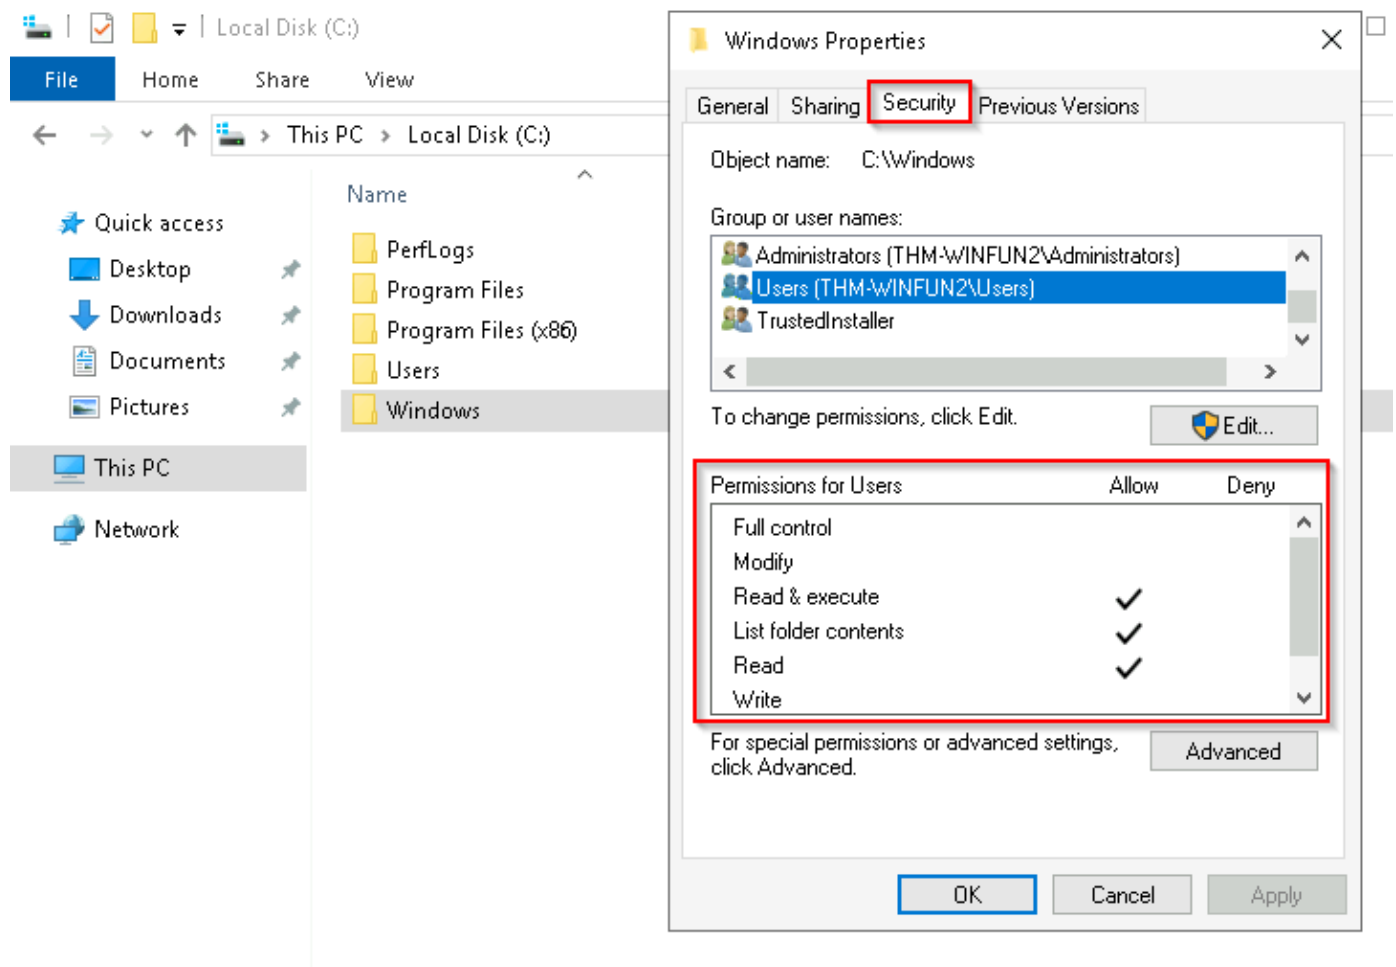 Local Disk (C:)
File Home Share View
This PC > Local Disk (C:)
Quick access
Desktop
Downloads
Documents
Pictures
This PC
Network
Name
PerfLogs
Program Files
Program Files (x86)
Users
Windows
Windows Properties
General Sharing Security Previous Versions
Object name: C:\Windows
Group or user names:
Administrators (THM-WINFUN2\Administrators)
Users (THM-WINFUN2\Users)
TrustedInstaller
To change permissions, click Edit.
Edit...
Permissions for Users Allow Deny
Full control
Modify
Read & execute
List folder contents
Read
Write
For special permissions or advanced settings,
click Advanced.
Advanced
OK Cancel Apply